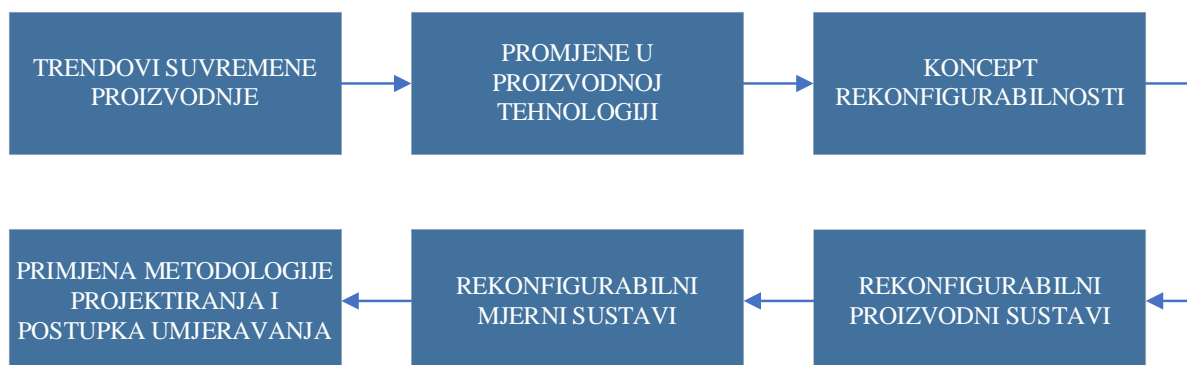 TRENDOVI SUVREMENE
PROIZVODNJE
PROMJENE U
PROIZVODNOJ
TEHNOLOGIJI
KONCEPT
REKONFIGURABILNOSTI
REKONFIGURABILNI
PROIZVODNI SUSTAVI
REKONFIGURABILNI
MJERNI SUSTAVI
PRIMJENA METODOLOGIJE
PROJEKTIRANJA I
POSTUPKA UMJERAVANJA